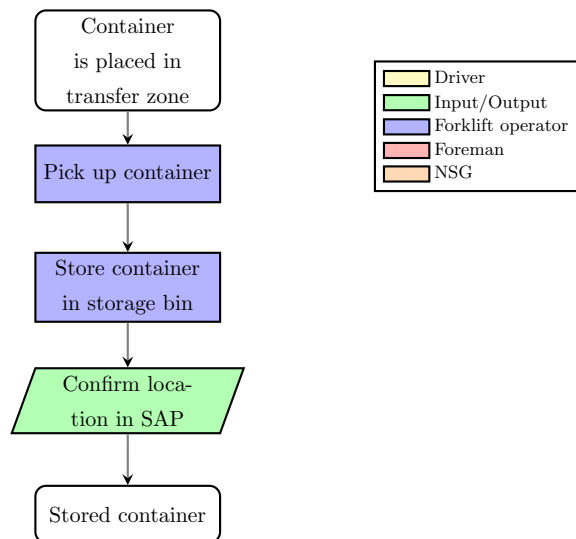 Container
is placed in
transfer zone
Pick up container
Store container
in storage bin
Confirm loca-
tion in SAP
Stored container
Driver
Input/Output
Forklift operator
Foreman
NSG